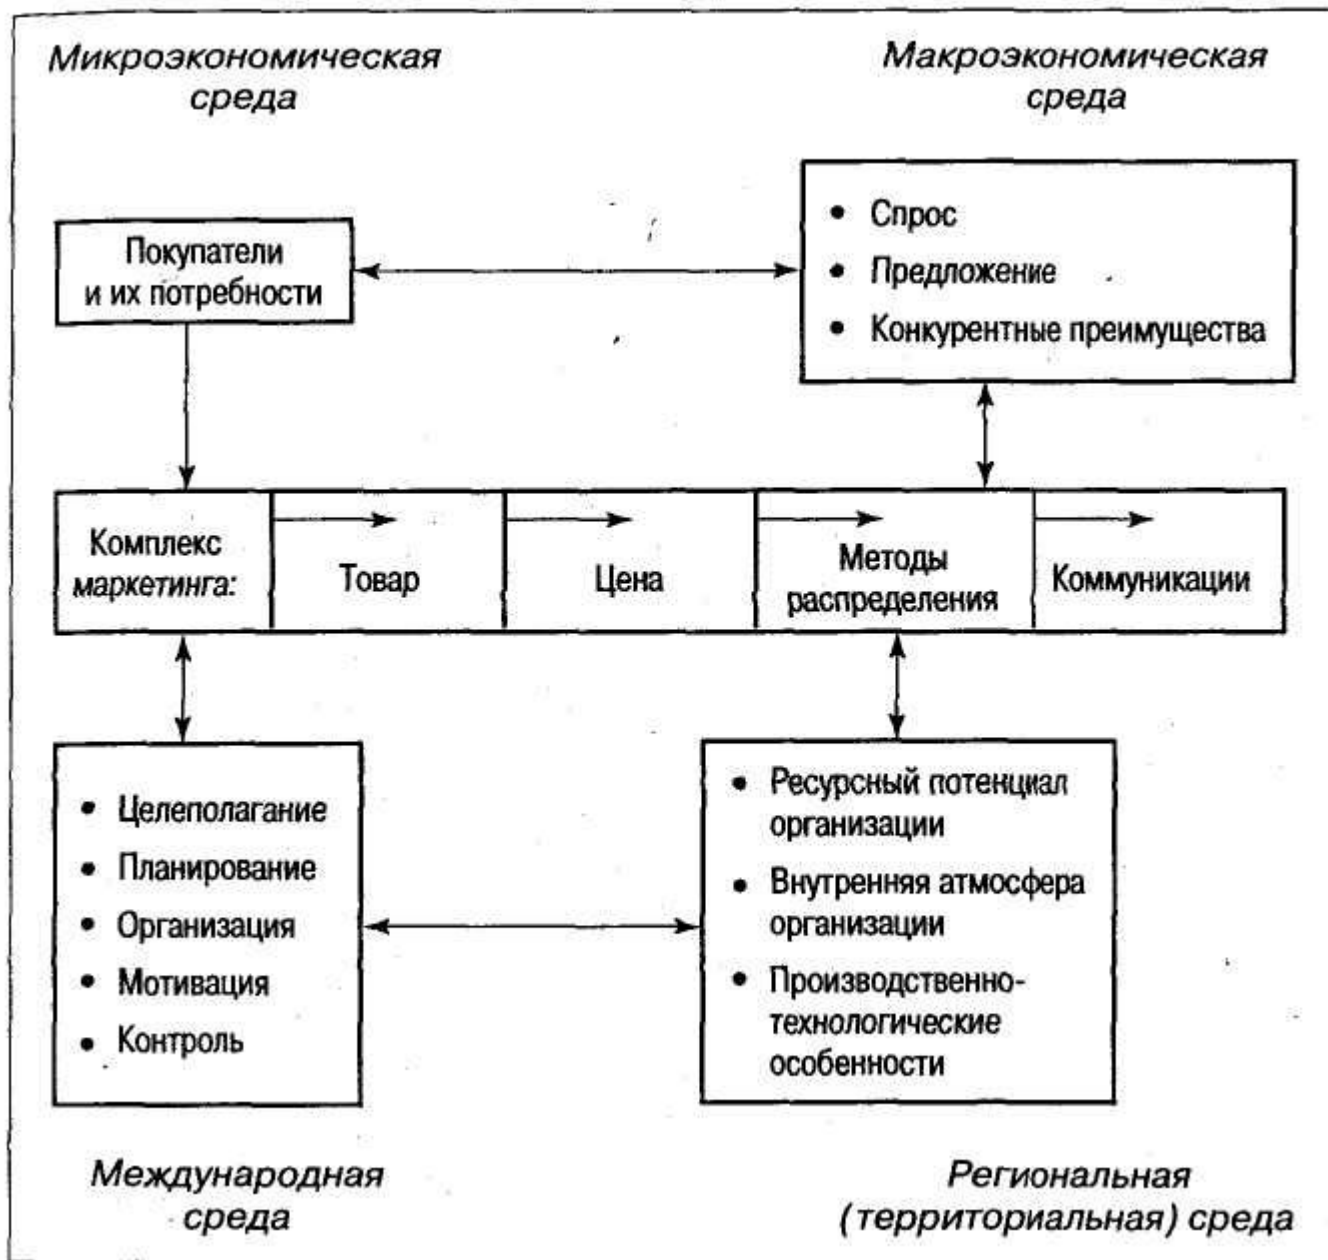 Микроэкономическая
среда
Макроэкономическая
среда
Покупатели
и их потребности
• Спрос
• Предложение
• Конкурентные преимущества
Комплекс
маркетинга:
Товар
Цена
Методы
распределения
Коммуникации
• Целеполагание
• Планирование
• Организация
• Мотивация
• Контроль
• Ресурсный потенциал
организации
• Внутренняя атмосфера
организации
• Производственно-
технологические
особенности
Международная
среда
Региональная
(территориальная) среда